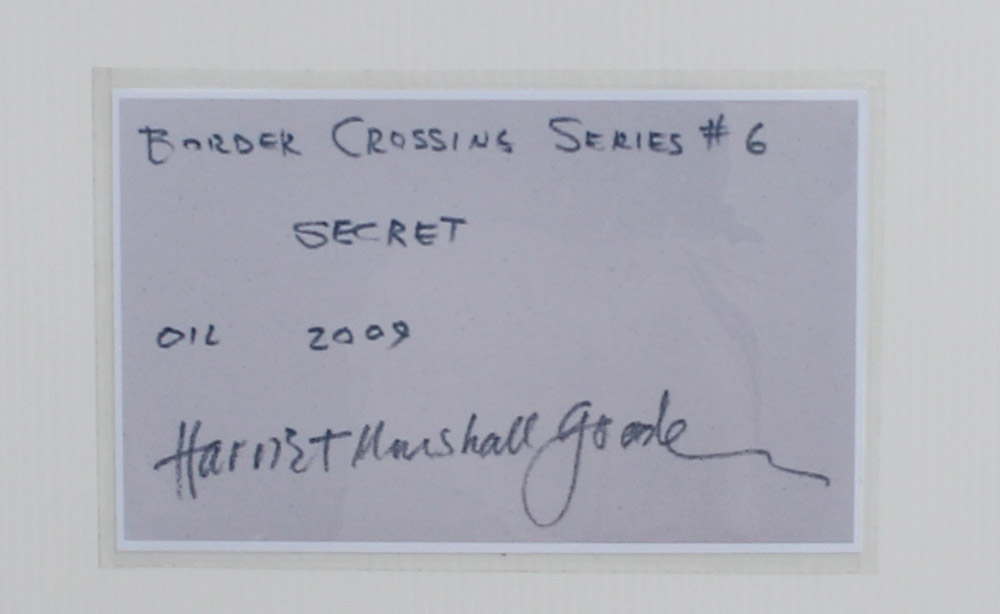 BORDER CROSSING SERIES # 6
SECRET
OIL 2009
Harriet Marshall Goode